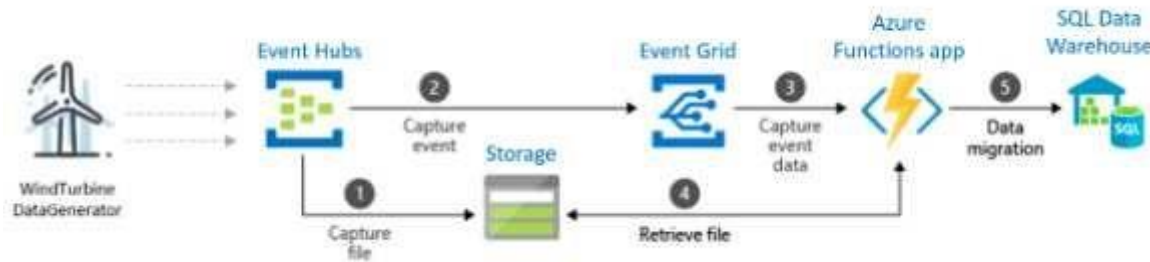 Event Hubs
Event Grid
Azure
Functions app
SQL Data
Warehouse
2
Capture
event
3
Capture
event
data
5
Data
migration
SQL
WindTurbine
DataGenerator
Storage
1
Capture
file
4
Retrieve file